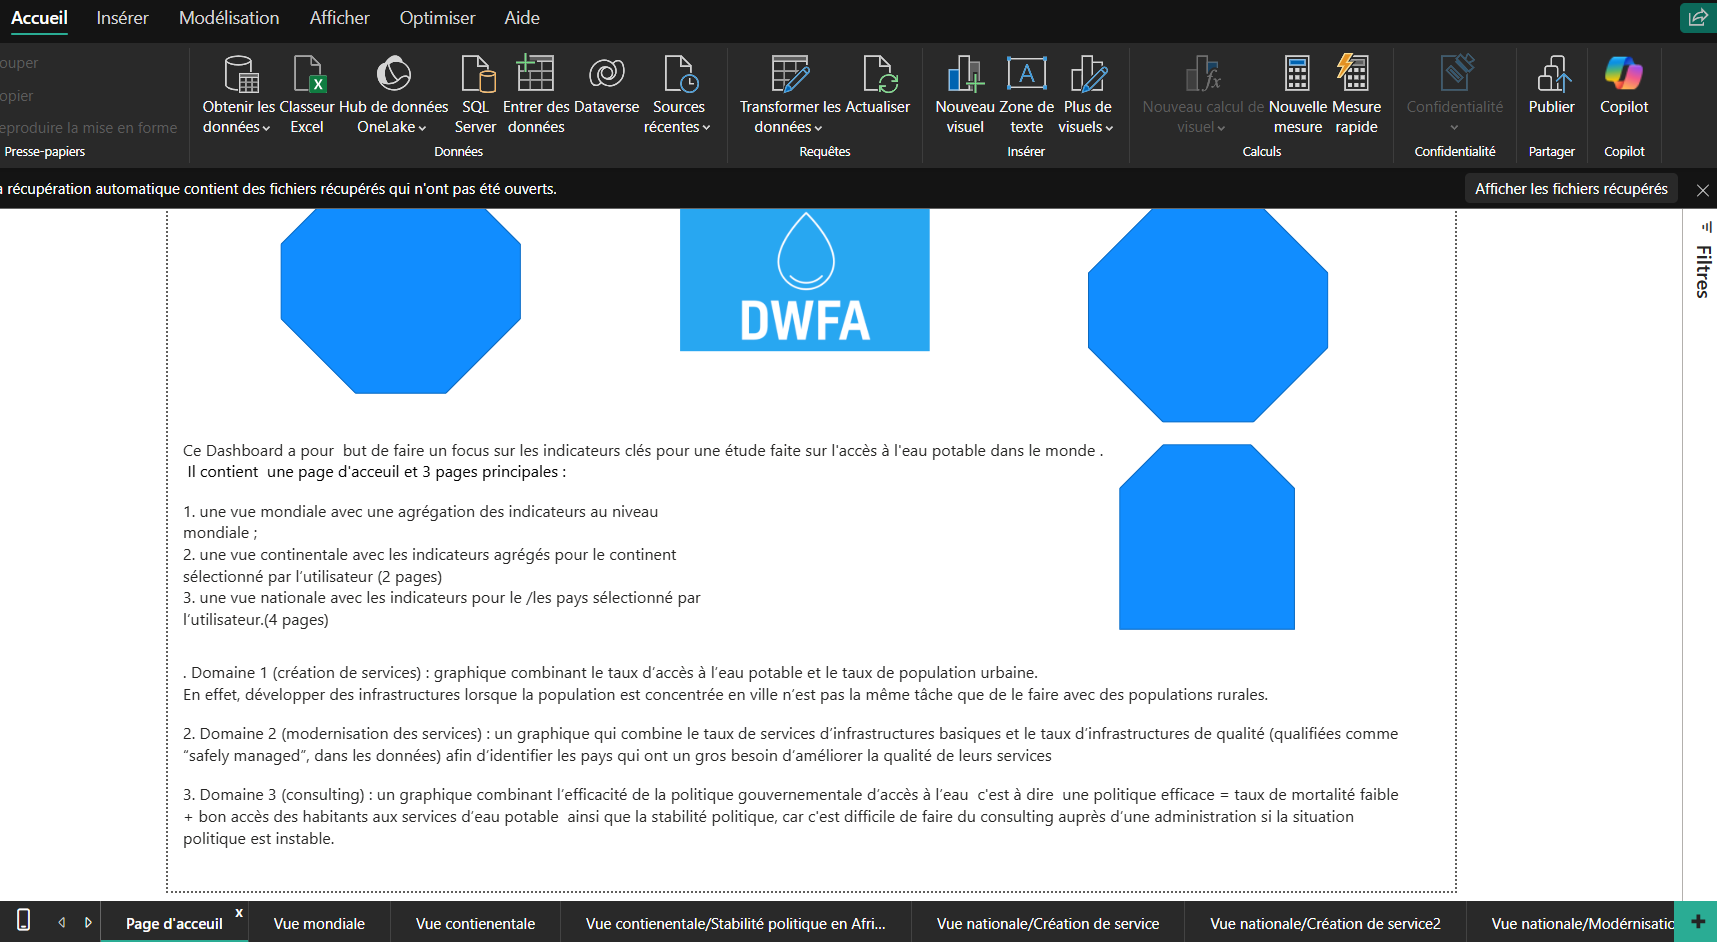 Accueil Insérer Modélisation Afficher Optimiser Aide
ouper
opier
eproduire la mise en forme
Presse-papiers
Obtenir les données
Classeur Excel
Hub de données OneLake
SQL Server
Entrer des données
Dataverse
Sources récentes
Données
Transformer les données
Actualiser
Requêtes
Nouveau visuel
Zone de texte
Plus de visuels
Insérer
Nouveau calcul de visuel
Nouvelle mesure
Mesure rapide
Calculs
Confidentialité
Confidentialité
Publier
Partager
Copilot
Copilot
a récupération automatique contient des fichiers récupérés qui n'ont pas été ouverts.
Afficher les fichiers récupérés
Filtres
DWFA
Ce Dashboard a pour but de faire un focus sur les indicateurs clés pour une étude faite sur l'accès à l'eau potable dans le monde .
Il contient une page d'acceuil et 3 pages principales :
1. une vue mondiale avec une agrégation des indicateurs au niveau
mondiale ;
2. une vue continentale avec les indicateurs agrégés pour le continent
sélectionné par l’utilisateur (2 pages)
3. une vue nationale avec les indicateurs pour le /les pays sélectionné par
l’utilisateur.(4 pages)
. Domaine 1 (création de services) : graphique combinant le taux d’accès à l’eau potable et le taux de population urbaine.
En effet, développer des infrastructures lorsque la population est concentrée en ville n’est pas la même tâche que de le faire avec des populations rurales.
2. Domaine 2 (modernisation des services) : un graphique qui combine le taux de services d’infrastructures basiques et le taux d’infrastructures de qualité (qualifiées comme
“safely managed”, dans les données) afin d’identifier les pays qui ont un gros besoin d’améliorer la qualité de leurs services
3. Domaine 3 (consulting) : un graphique combinant l’efficacité de la politique gouvernementale d’accès à l’eau c'est à dire une politique efficace = taux de mortalité faible
+ bon accès des habitants aux services d’eau potable ainsi que la stabilité politique, car c'est difficile de faire du consulting auprès d’une administration si la situation
politique est instable.
Page d'acceuil
Vue mondiale
Vue contienentale
Vue contienentale/Stabilité politique en Afri...
Vue nationale/Création de service
Vue nationale/Création de service2
Vue nationale/Modérnisatic